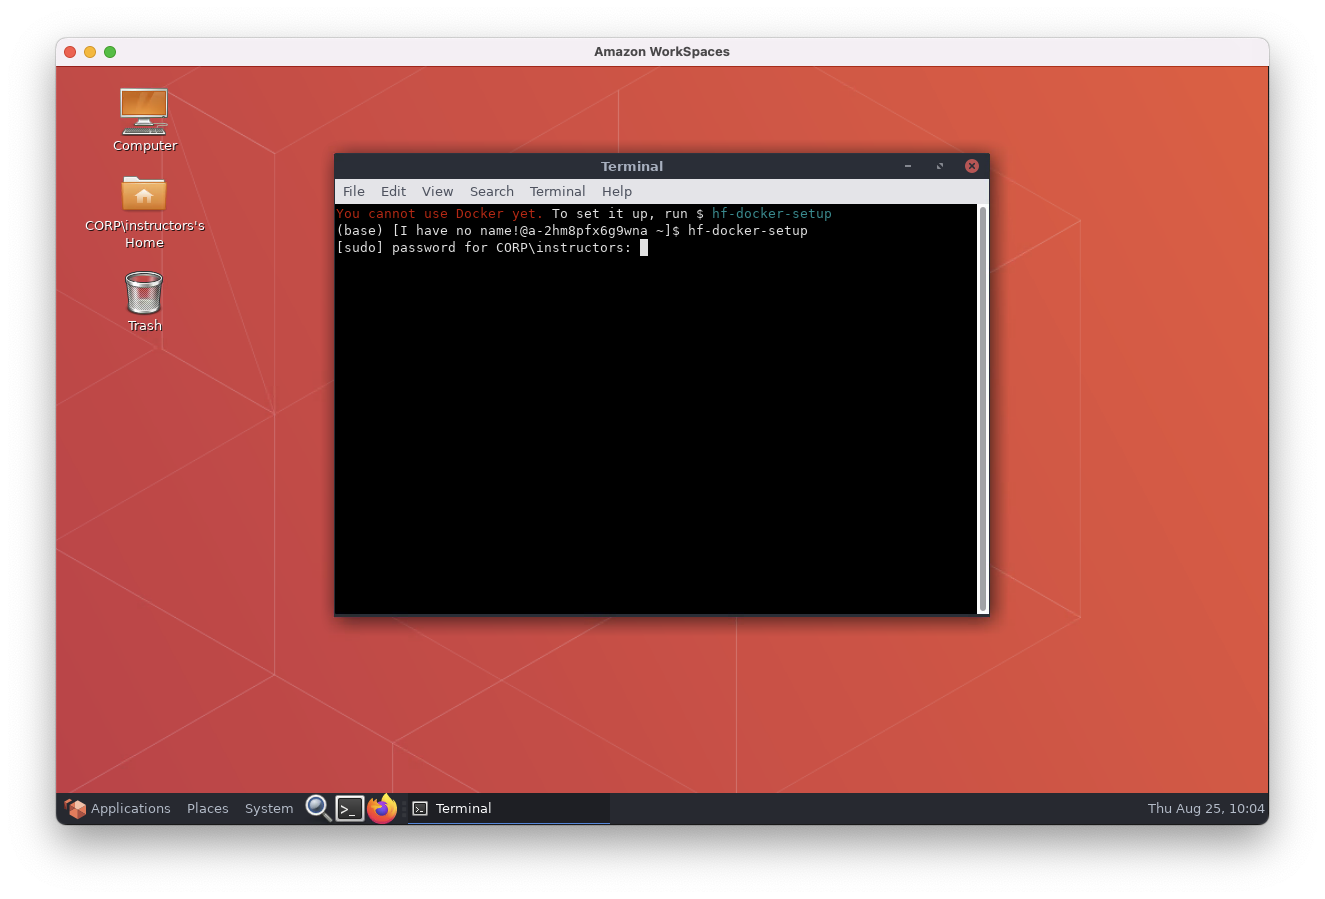 Amazon WorkSpaces
Computer
CORP\instructors's
Home
Trash
Terminal
File Edit View Search Terminal Help
You cannot use Docker yet. To set it up, run $ hf-docker-setup
(base) [I have no name!@a-2hm8pfx6g9wna ~]$ hf-docker-setup
[sudo] password for CORP\instructors:
Applications Places System >_ Terminal Thu Aug 25, 10:04